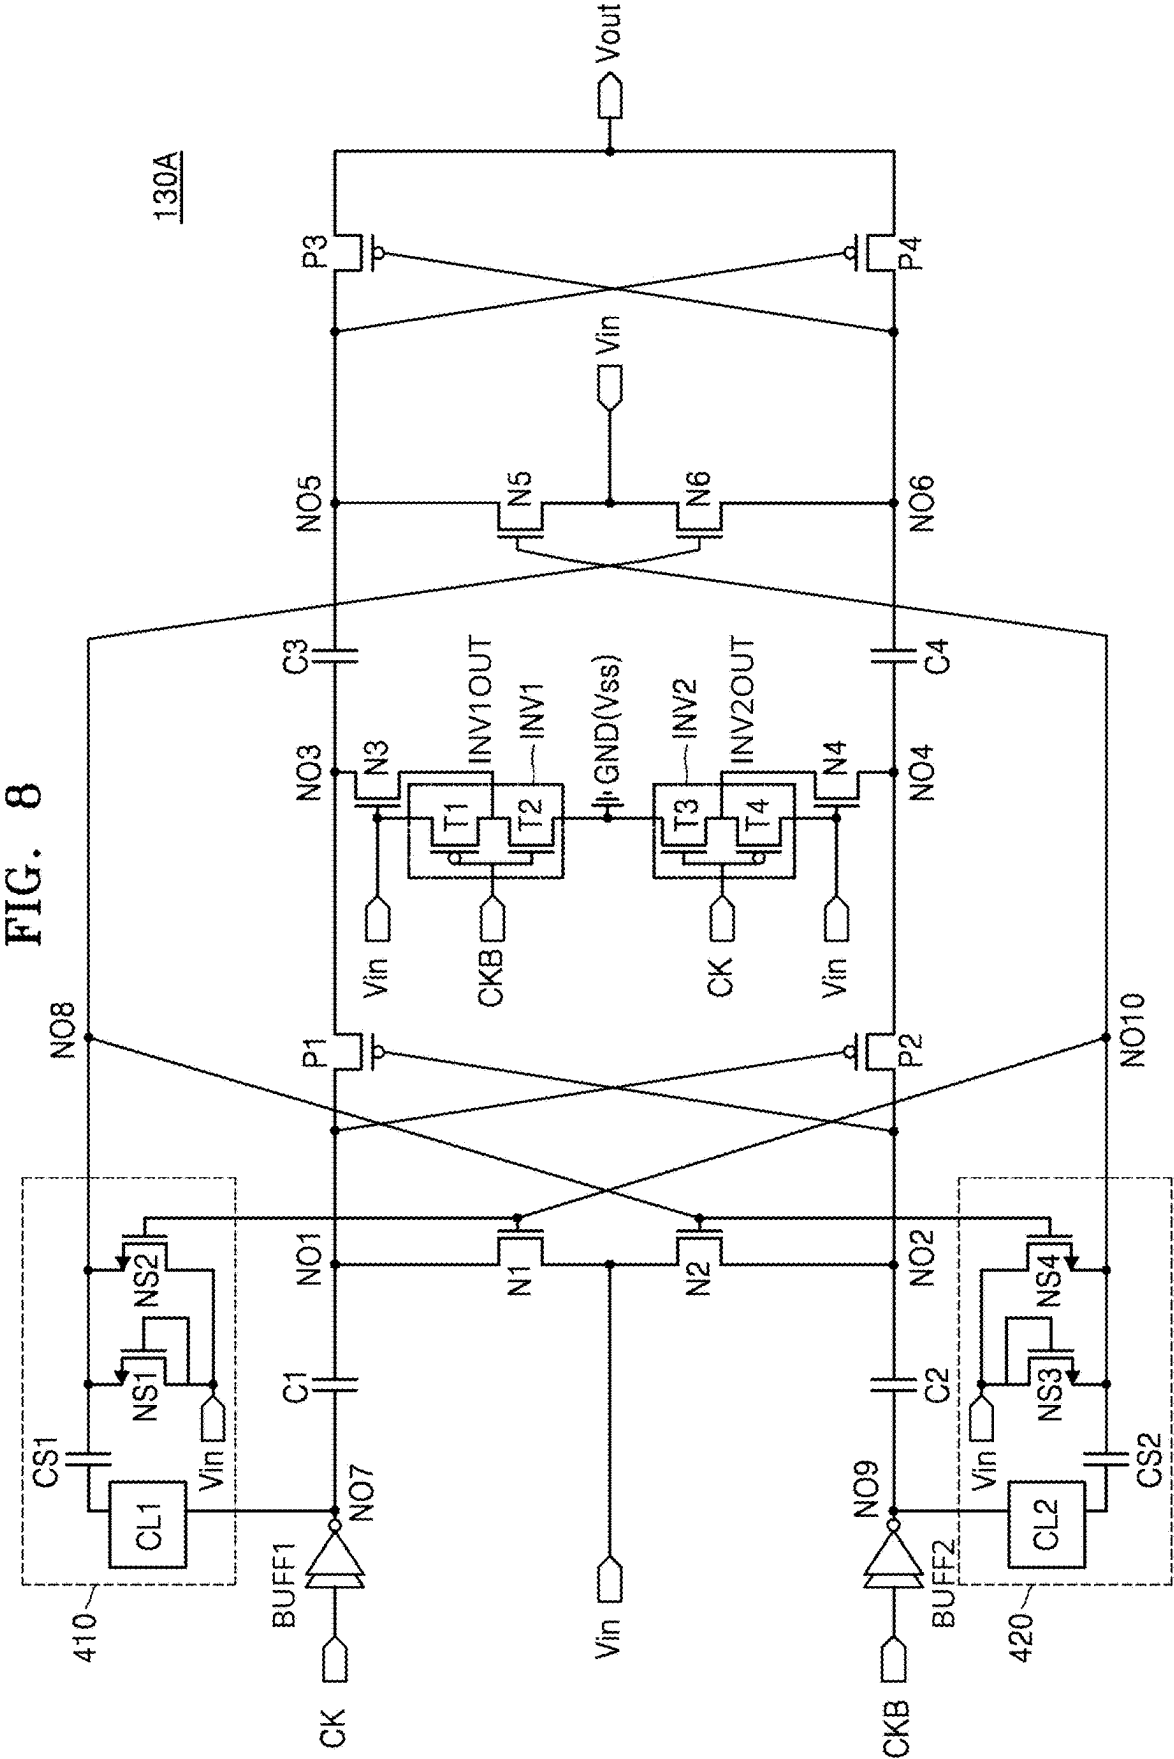 FIG. 8
130A
410
CS1
CL1
NS1
NS2
Vin
NO8
CK
BUFF1
NO7
C1
NO1
P1
NO3
C3
NO5
P3
Vin
N3
CKB
T1
T2
INV1OUT
INV1
N1
N5
Vin
GND(Vss)
Vin
Vout
N2
N6
CK
T3
T4
INV2
INV2OUT
Vin
N4
CKB
BUFF2
NO9
C2
NO2
P2
NO4
C4
NO6
P4
420
CL2
CS2
Vin
NS3
NS4
NO10